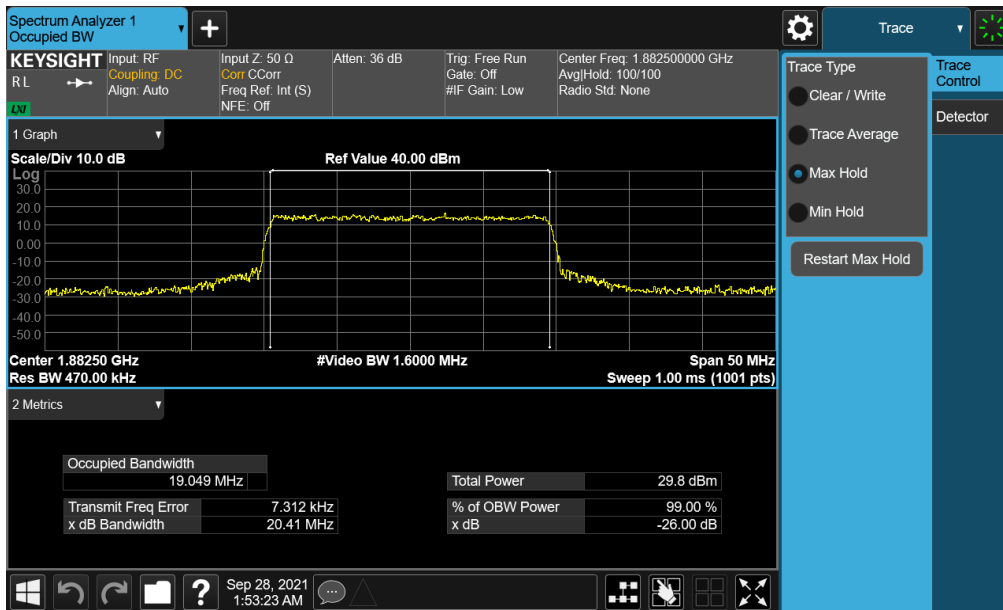 Spectrum Analyzer 1
Occupied BW
+
Trace
KEYSIGHT
R L
LXI
Input: RF
Coupling: DC
Align: Auto
Input Z: 50 Ω
Corr CCorr
Freq Ref: Int (S)
NFE: Off
Atten: 36 dB
Trig: Free Run
Gate: Off
#IF Gain: Low
Center Freq: 1.882500000 GHz
Avg|Hold: 100/100
Radio Std: None
Trace Type
Clear / Write
Trace Average
Max Hold
Min Hold
Restart Max Hold
Trace
Control
Detector
1 Graph
Scale/Div 10.0 dB
Ref Value 40.00 dBm
Log
30.0
20.0
10.0
0.00
-10.0
-20.0
-30.0
-40.0
-50.0
Center 1.88250 GHz
#Video BW 1.6000 MHz
Span 50 MHz
Res BW 470.00 kHz
Sweep 1.00 ms (1001 pts)
2 Metrics
Occupied Bandwidth
19.049 MHz
Total Power 29.8 dBm
Transmit Freq Error 7.312 kHz
% of OBW Power 99.00 %
x dB Bandwidth 20.41 MHz
x dB -26.00 dB
?
Sep 28, 2021
1:53:23 AM